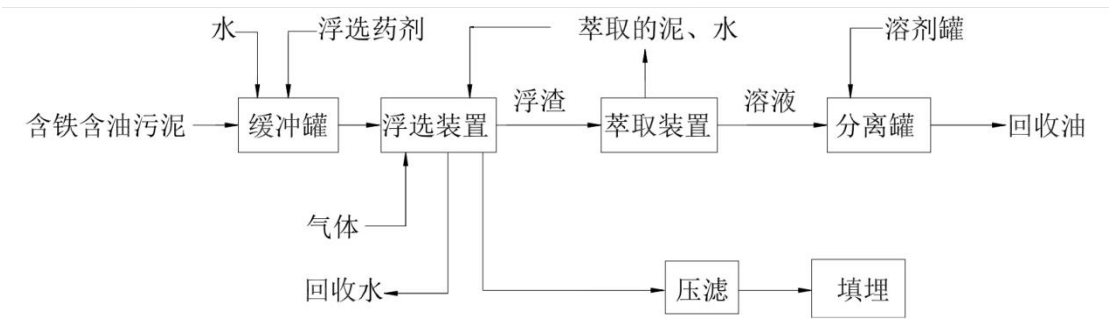 水
浮选药剂
萃取的泥、水
溶剂罐
含铁含油污泥
缓冲罐
浮选装置
浮渣
萃取装置
溶液
分离罐
回收油
气体
回收水
压滤
填埋